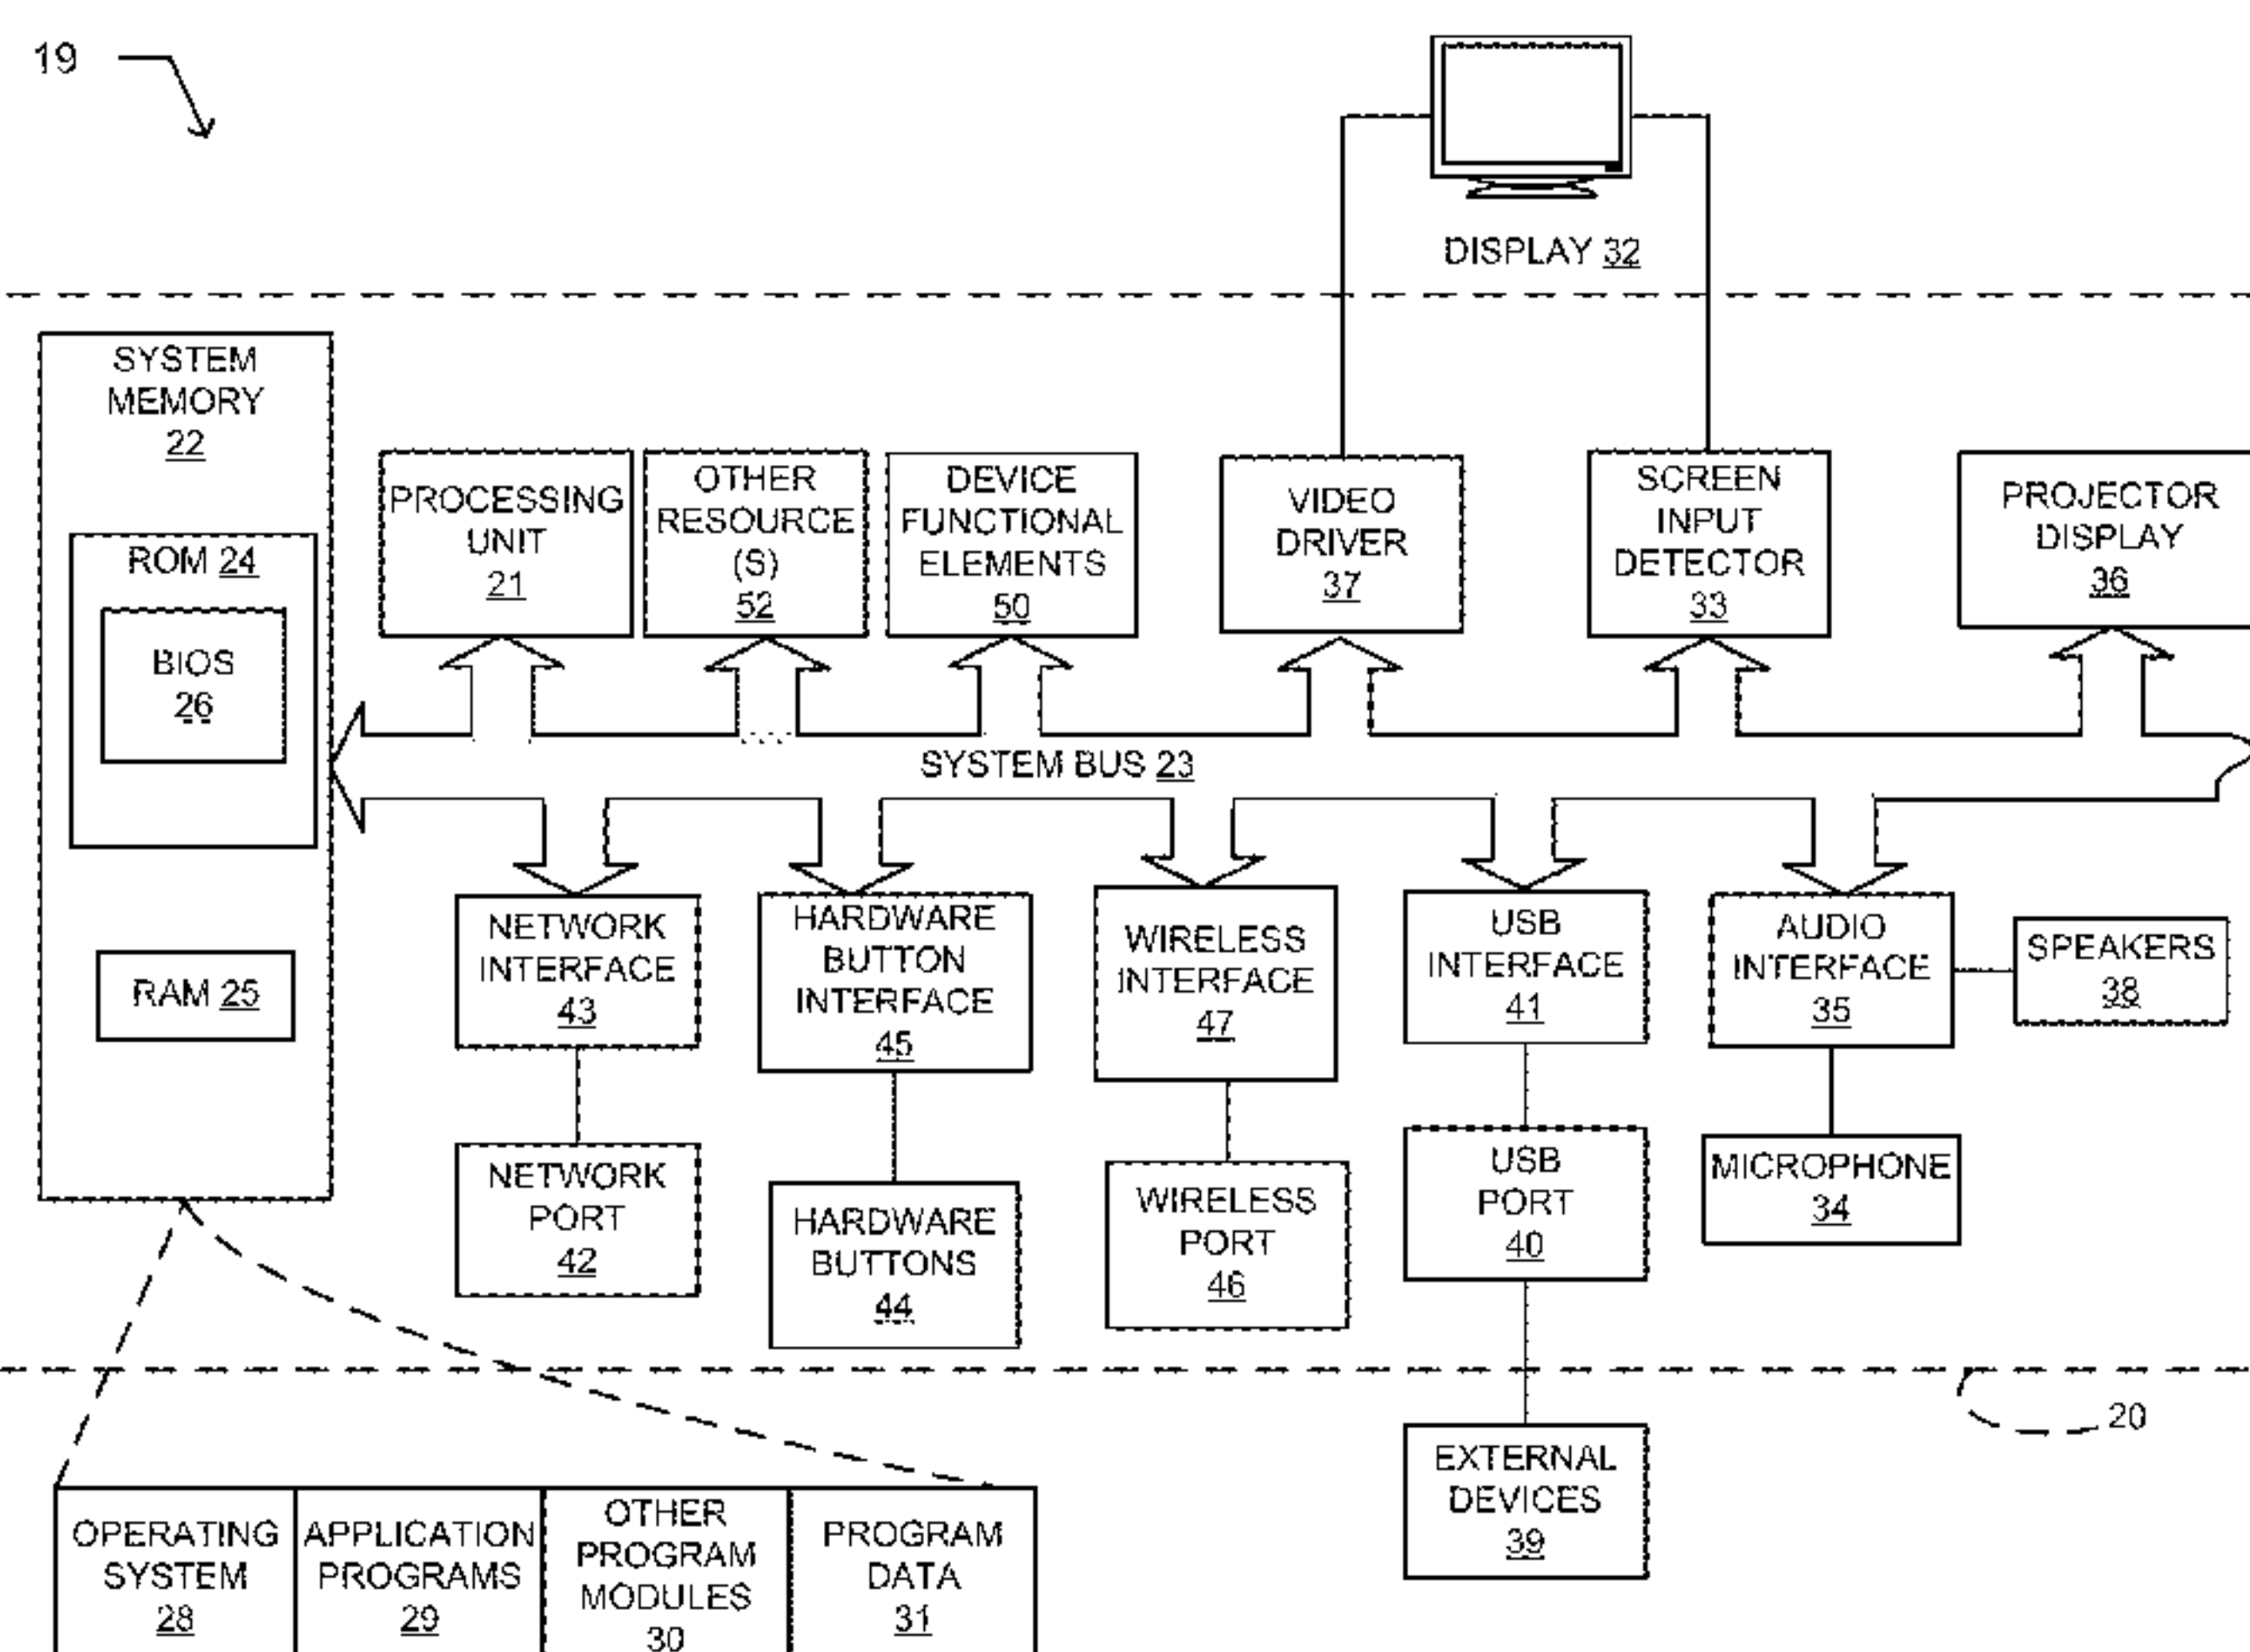 19
DISPLAY 32
SYSTEM
MEMORY
22
ROM 24
BIOS
26
RAM 25
PROCESSING
UNIT
21
OTHER
RESOURCE
(S)
52
DEVICE
FUNCTIONAL
ELEMENTS
50
VIDEO
DRIVER
37
SCREEN
INPUT
DETECTOR
33
PROJECTOR
DISPLAY
36
SYSTEM BUS 23
NETWORK
INTERFACE
43
HARDWARE
BUTTON
INTERFACE
45
WIRELESS
INTERFACE
47
USB
INTERFACE
41
AUDIO
INTERFACE
35
SPEAKERS
38
NETWORK
PORT
42
HARDWARE
BUTTONS
44
WIRELESS
PORT
46
USB
PORT
40
MICROPHONE
34
20
EXTERNAL
DEVICES
39
OPERATING
SYSTEM
28
APPLICATION
PROGRAMS
29
OTHER
PROGRAM
MODULES
30
PROGRAM
DATA
31